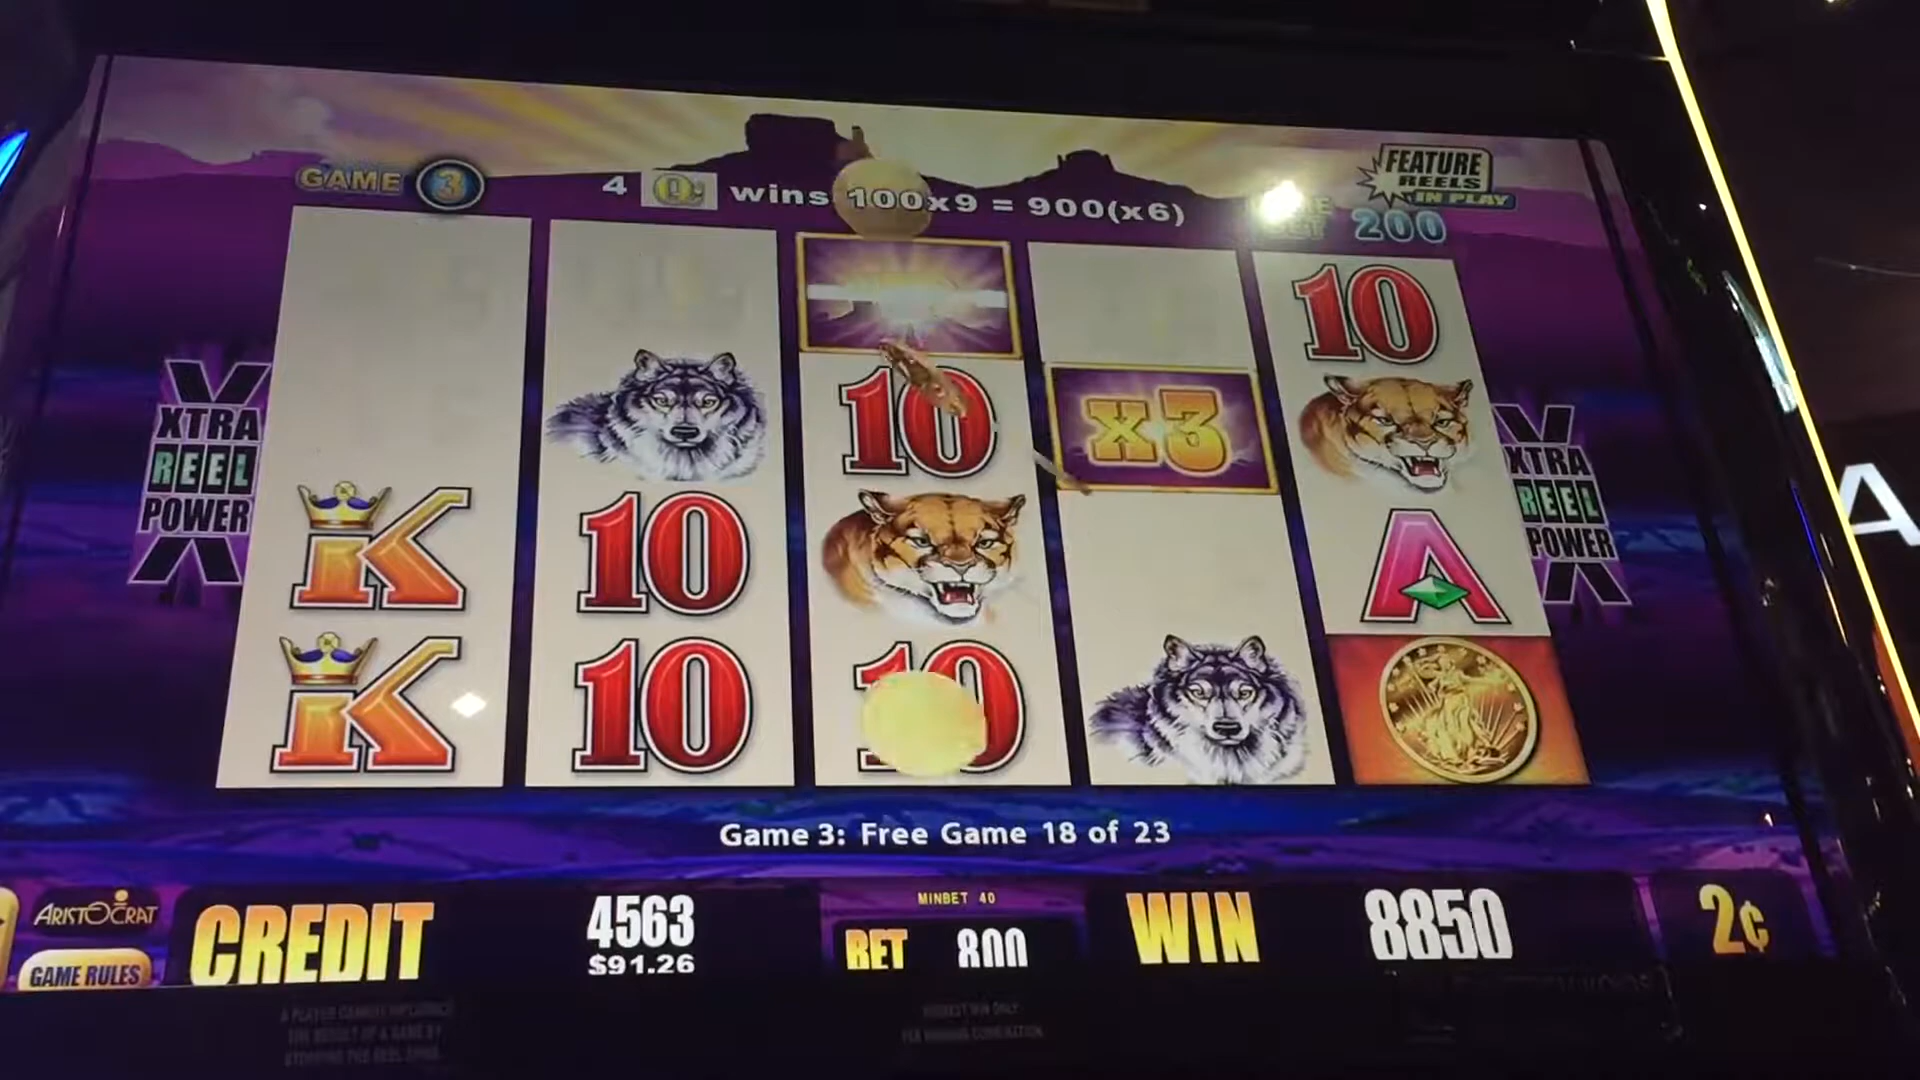 GAME 3
4 Q wins 100x9 = 900(x6)
FEATURE
REELS
IN PLAY
200
XTRA
REEL
POWER
10
10
x3
K
10
A
K
10
10
XTRA
REEL
POWER
Game 3: Free Game 18 of 23
ARISTOCRAT
GAME RULES
CREDIT
4563
$91.26
MINBET 40
BET 800
WIN
8850
2¢
A